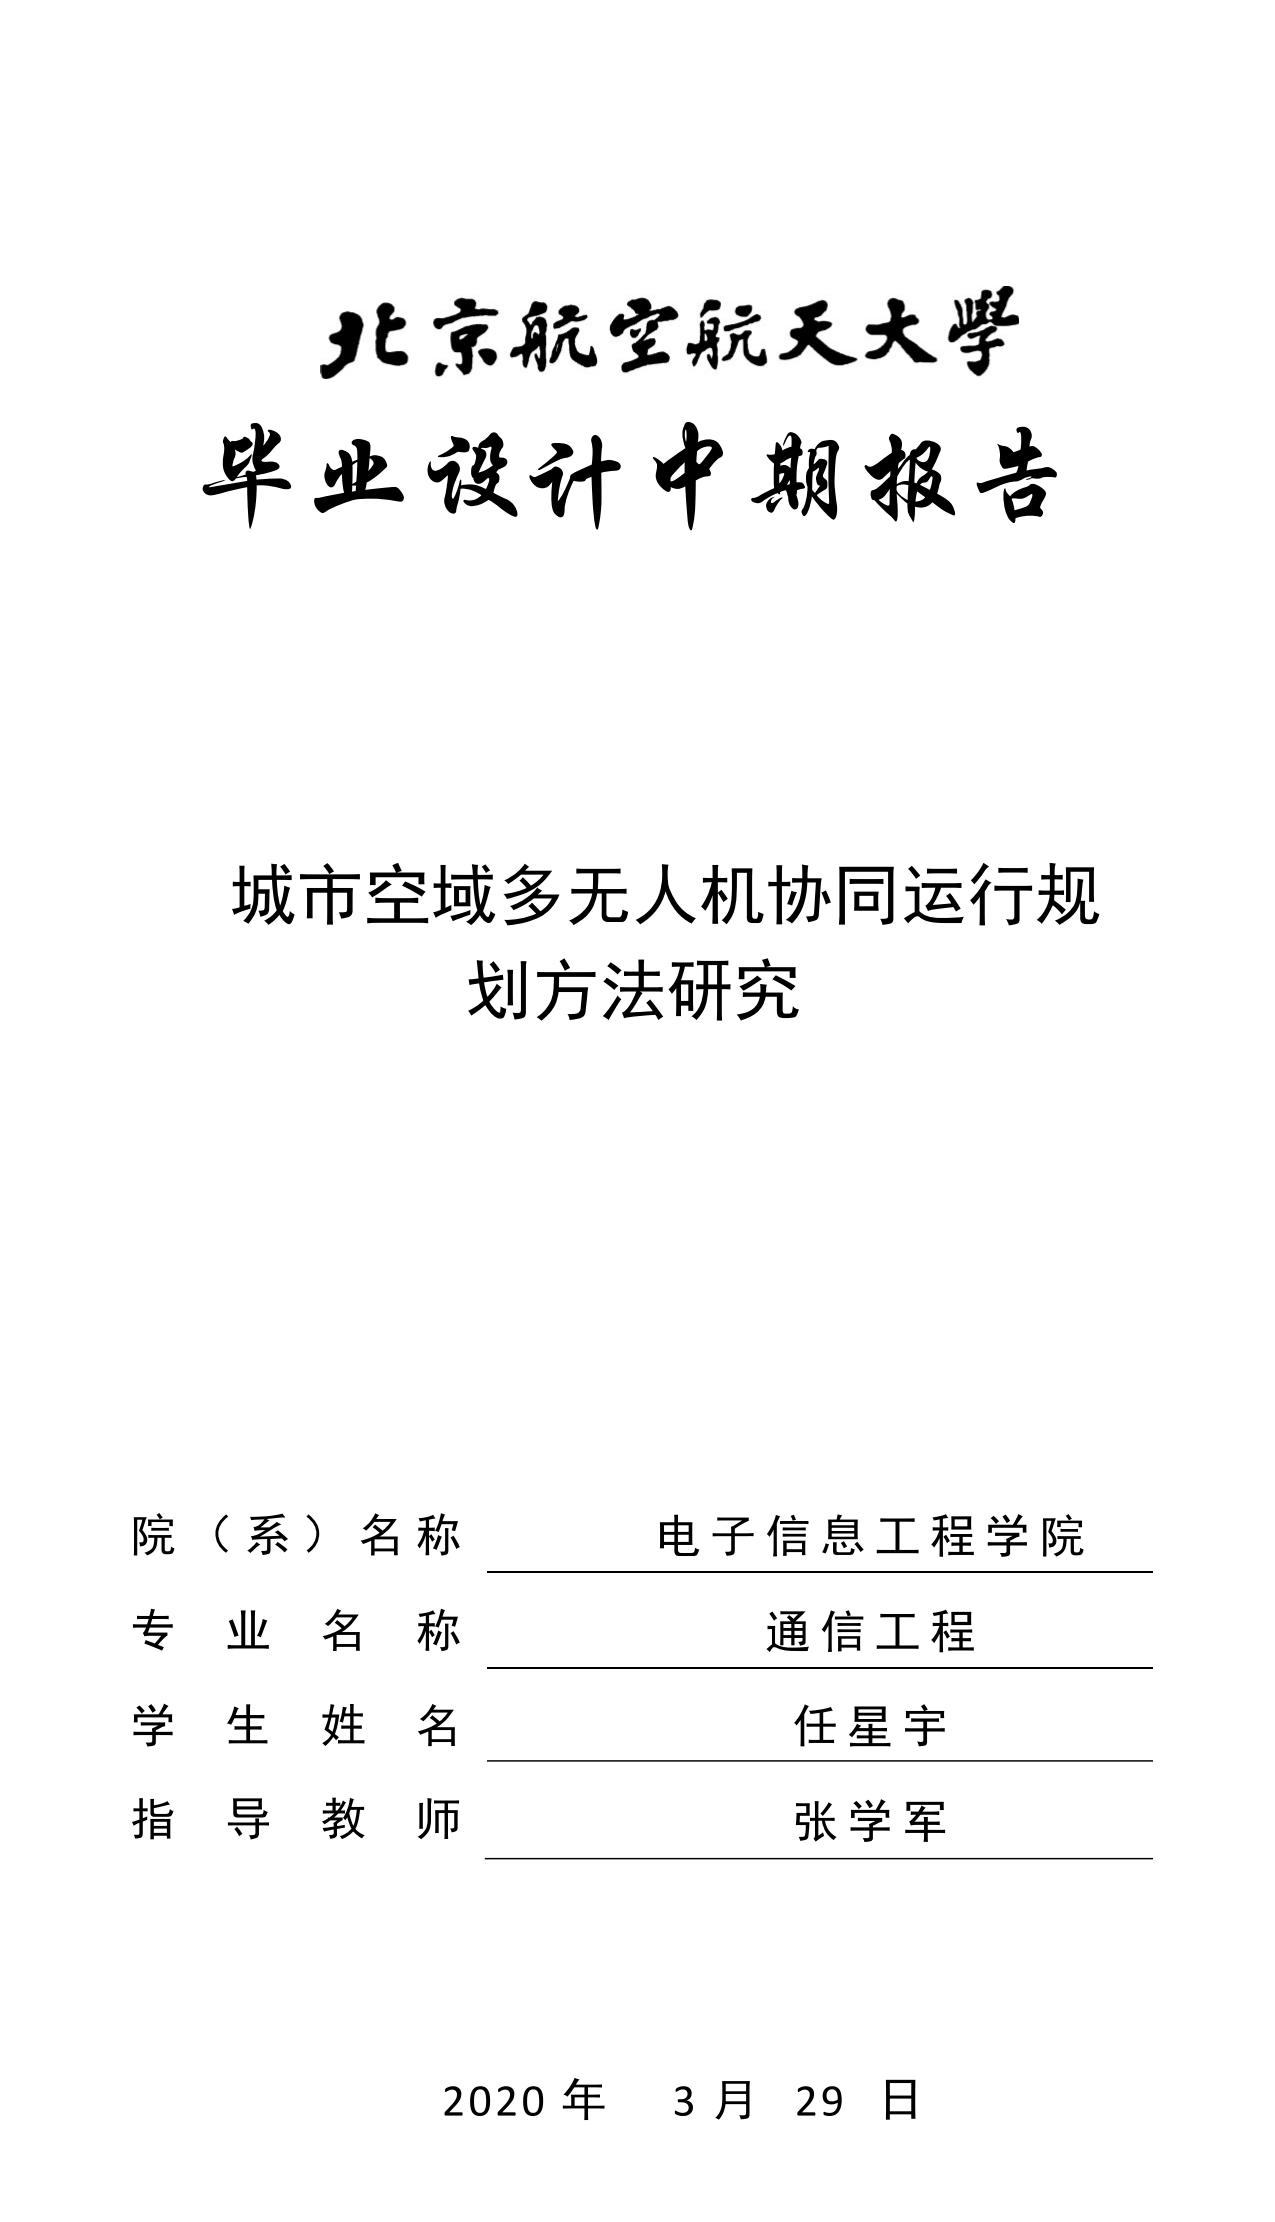 北京航空航天大學
毕业设计中期报告
城市空域多无人机协同运行规
划方法研究
院（系）名称 电子信息工程学院
专业名称 通信工程
学生姓名 任星宇
指导教师 张学军
2020 年 3 月 29 日